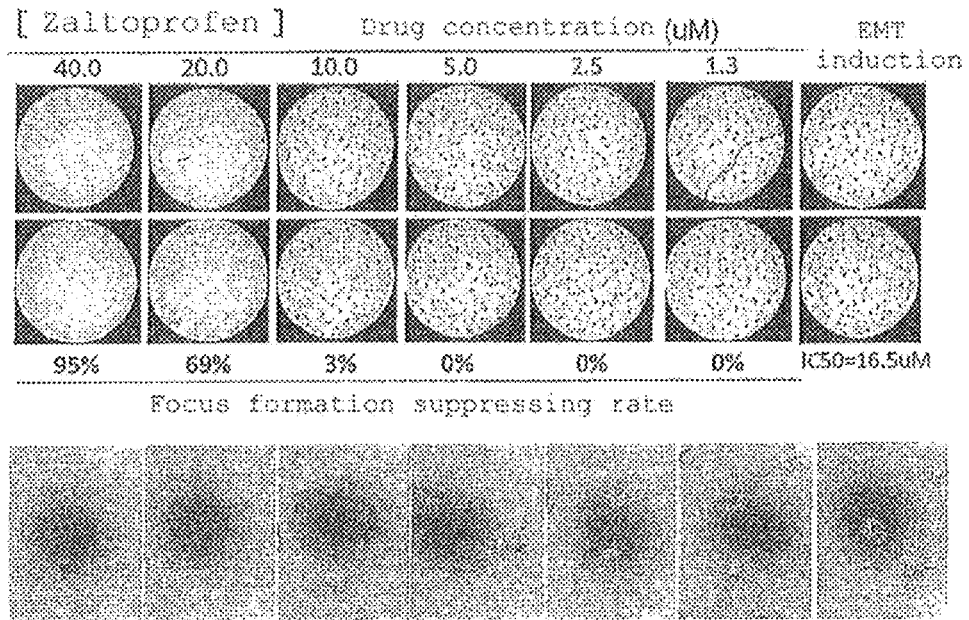 [ Zaltoprofen ] Drug concentration (uM) EMT induction
40.0 20.0 10.0 5.0 2.5 1.3
95% 69% 3% 0% 0% 0% IC50=16.5uM
Focus formation suppressing rate